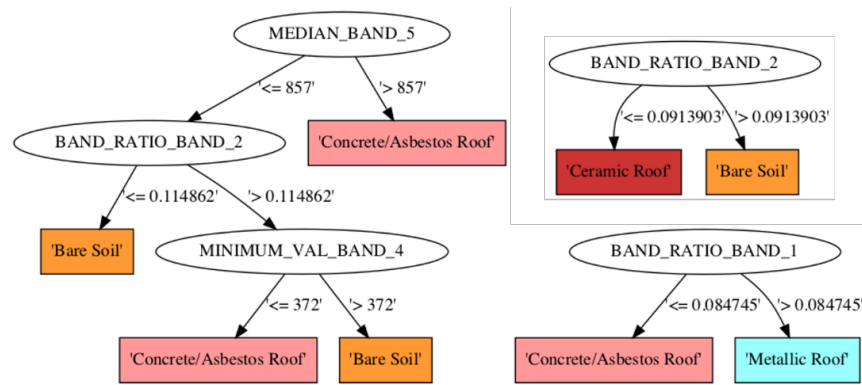 MEDIAN_BAND_5
'<= 857'
'> 857'
BAND_RATIO_BAND_2
'Concrete/Asbestos Roof'
'<= 0.114862'
'> 0.114862'
'Bare Soil'
MINIMUM_VAL_BAND_4
'<= 372'
'> 372'
'Concrete/Asbestos Roof'
'Bare Soil'
BAND_RATIO_BAND_2
'<= 0.0913903'
'> 0.0913903'
'Ceramic Roof'
'Bare Soil'
BAND_RATIO_BAND_1
'<= 0.084745'
'> 0.084745'
'Concrete/Asbestos Roof'
'Metallic Roof'